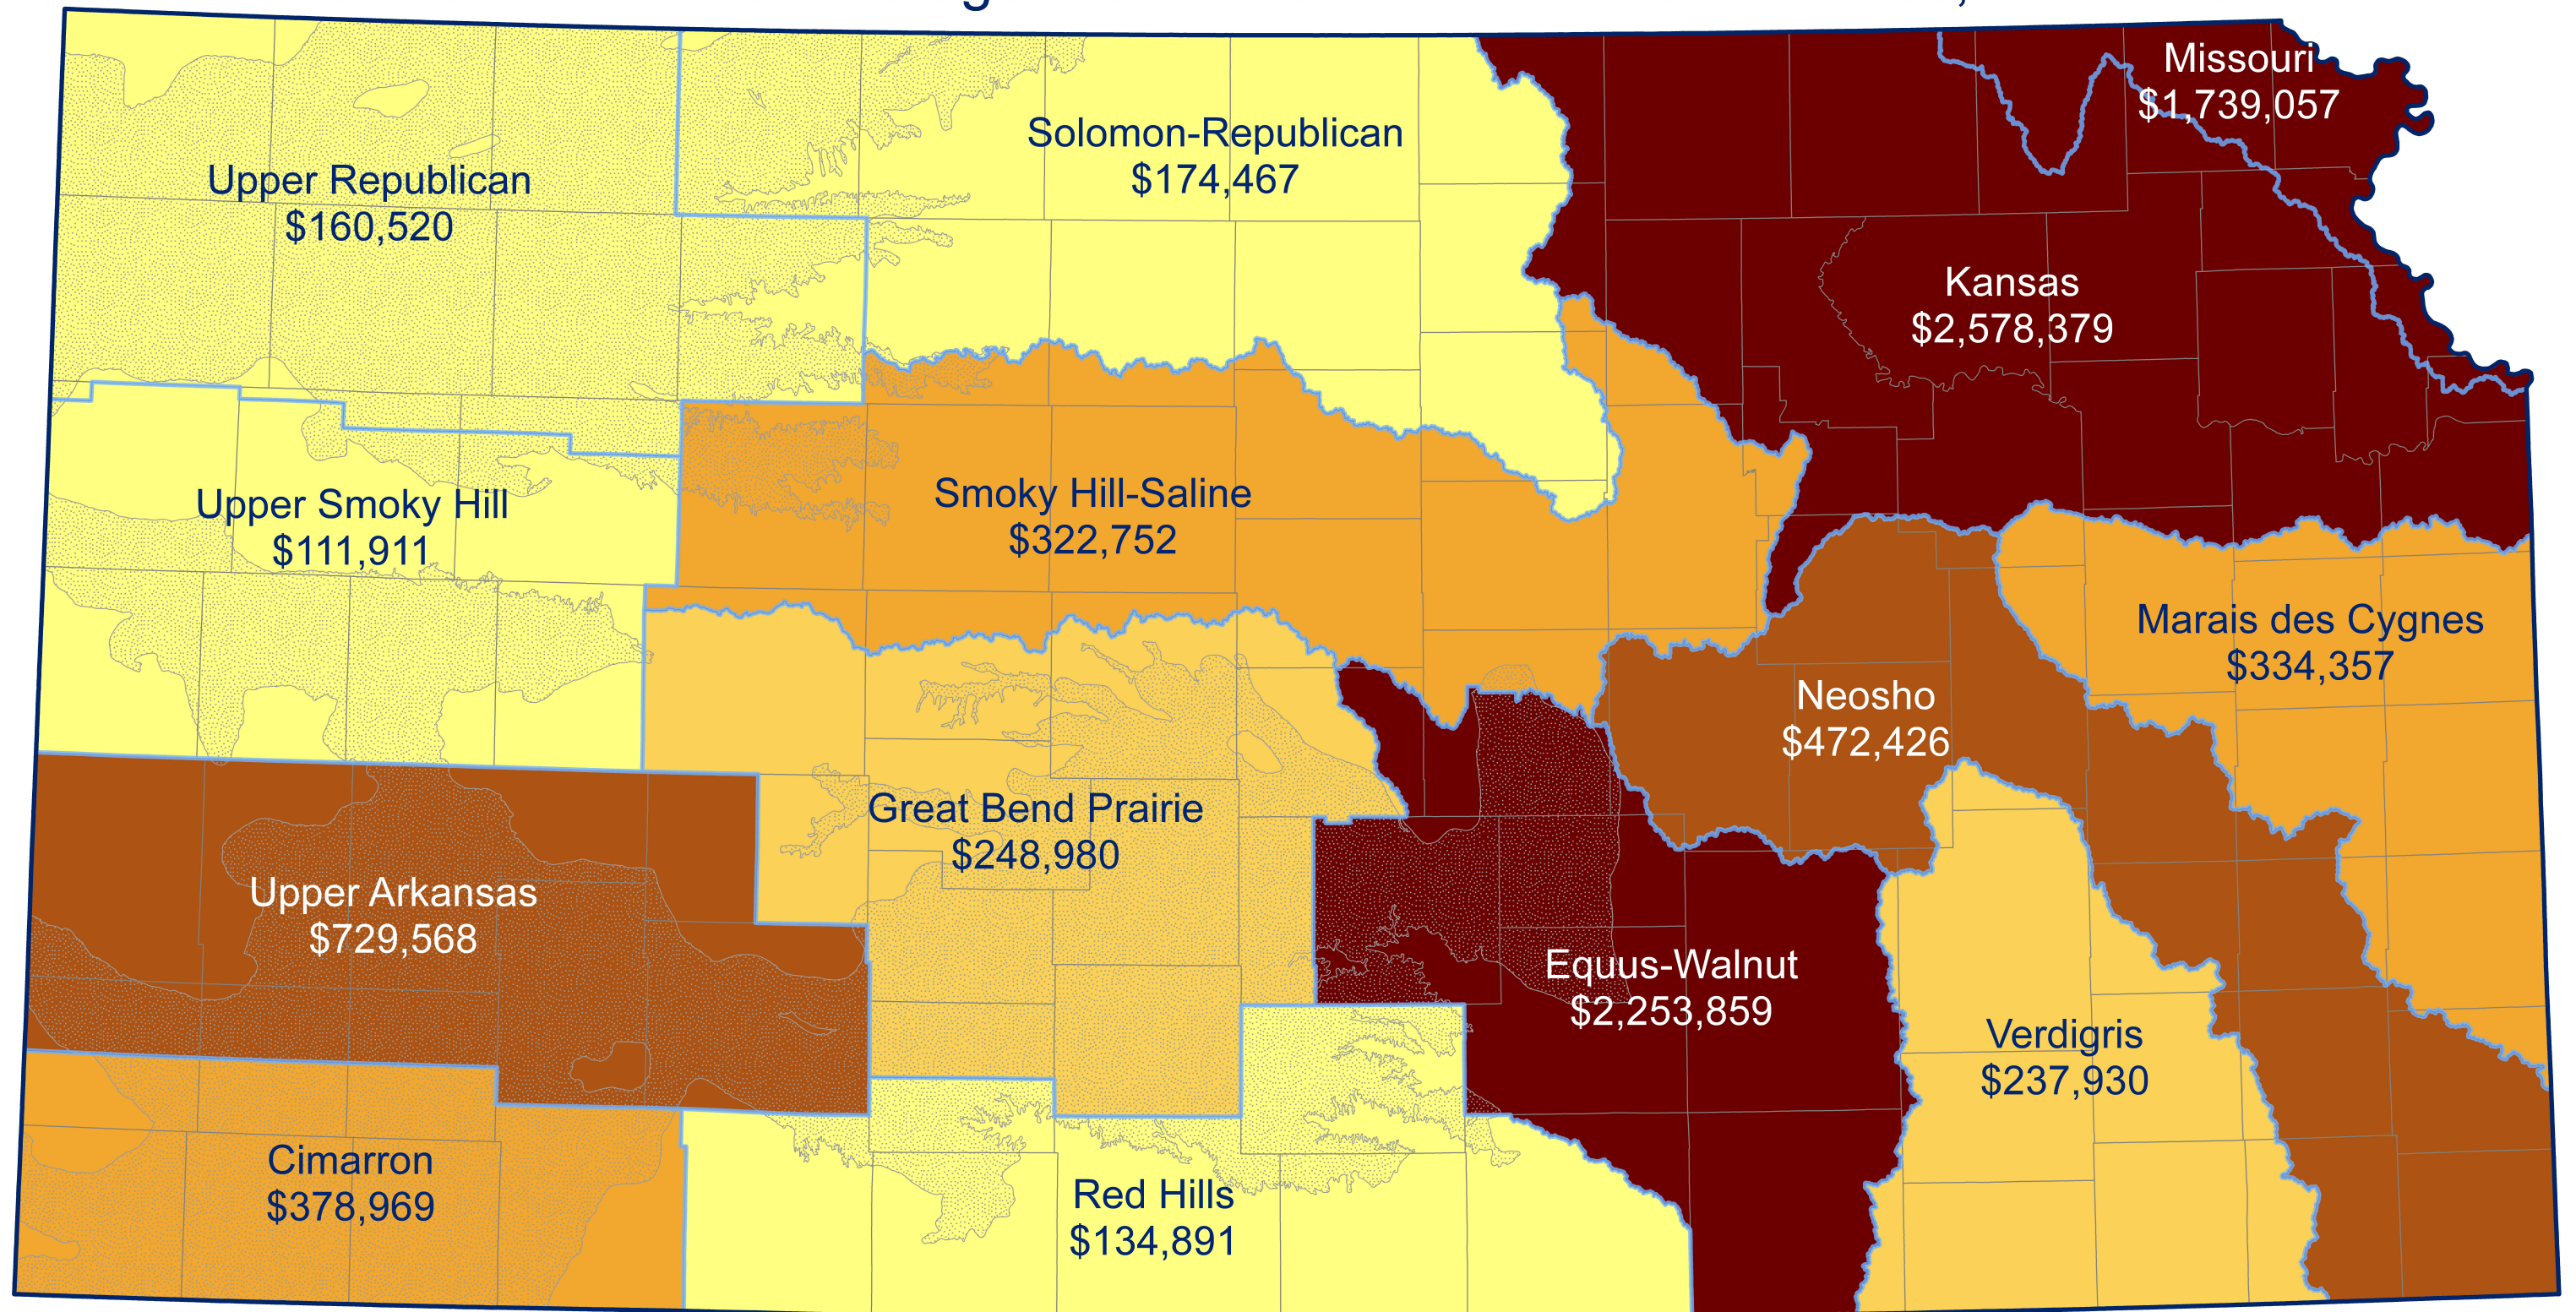 Missouri
$1,739,057
Solomon-Republican
$174,467
Upper Republican
$160,520
Kansas
$2,578,379
Upper Smoky Hill
$111,911
Smoky Hill-Saline
$322,752
Marais des Cygnes
$334,357
Neosho
$472,426
Great Bend Prairie
$248,980
Upper Arkansas
$729,568
Equus-Walnut
$2,253,859
Verdigris
$237,930
Cimarron
$378,969
Red Hills
$134,891